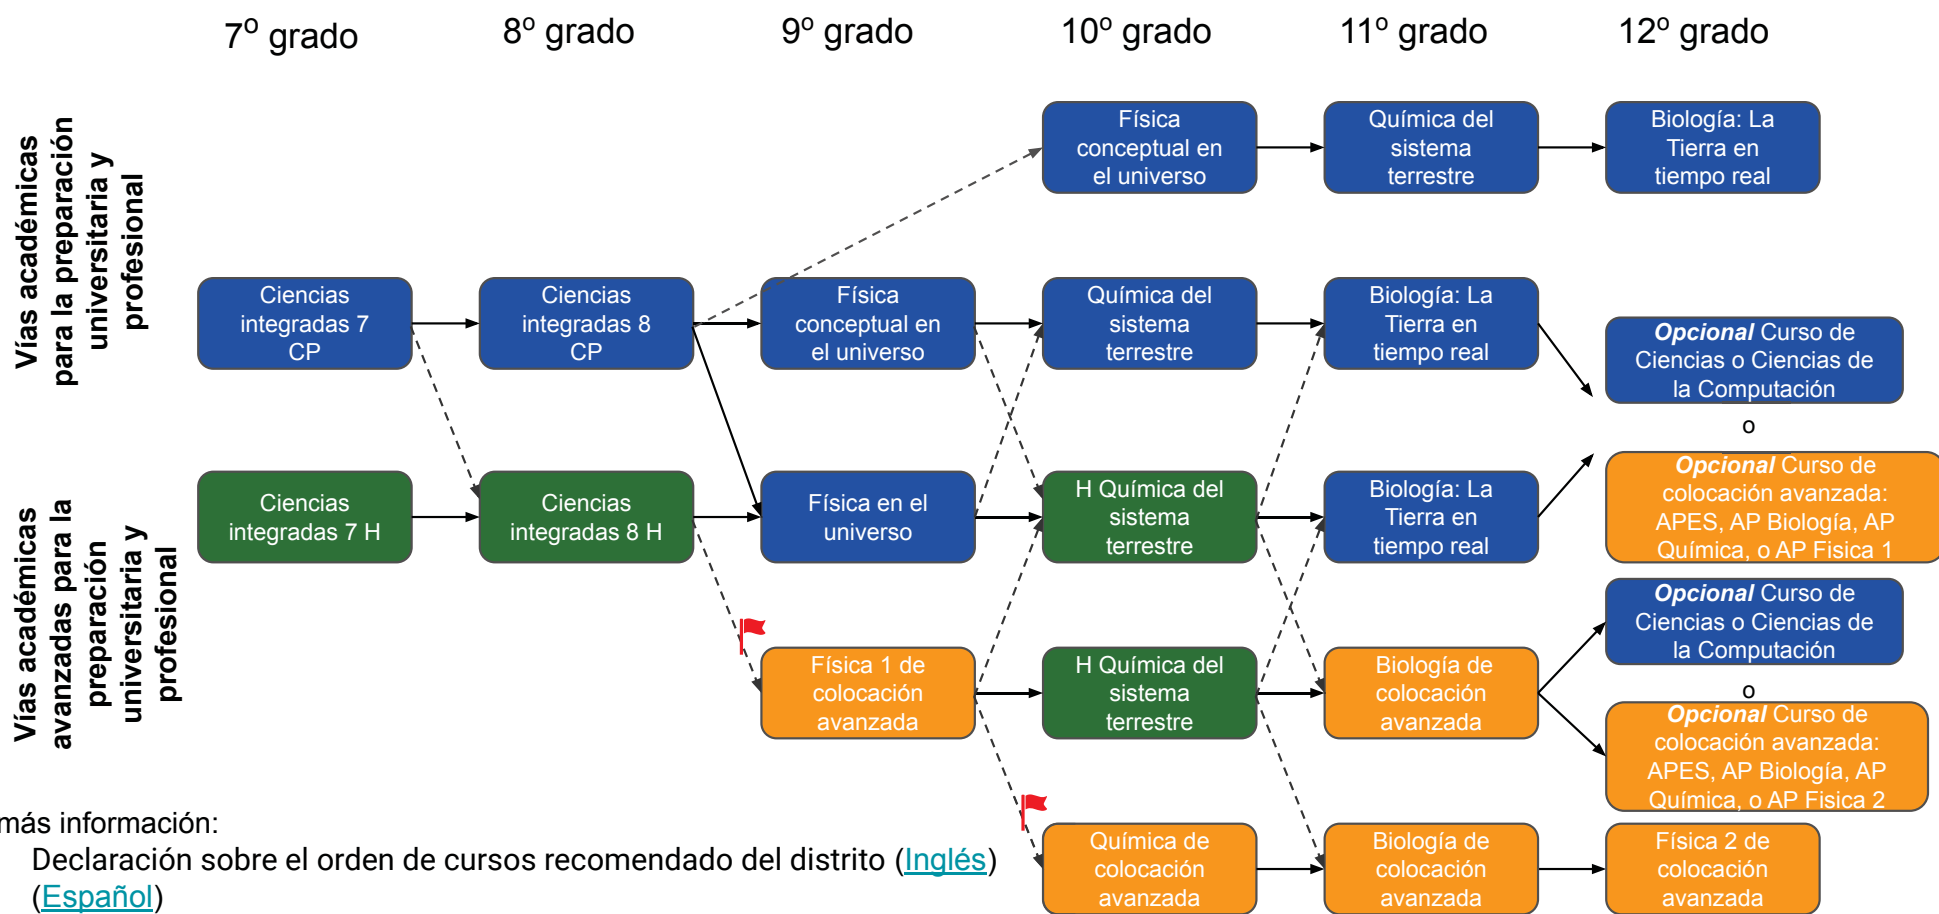 7º grado
8º grado
9º grado
10º grado
11º grado
12º grado
Vías académicas
para la preparación
universitaria y
profesional
Física
conceptual en
el universo
Química del
sistema
terrestre
Biología: La
Tierra en
tiempo real
Ciencias
integradas 7
CP
Ciencias
integradas 8
CP
Física
conceptual en
el universo
Química del
sistema
terrestre
Biología: La
Tierra en
tiempo real
Opcional Curso de
Ciencias o Ciencias de
la Computación
o
Opcional Curso de
colocación avanzada:
APES, AP Biología, AP
Química, o AP Fisica 1
Vías académicas
avanzadas para la
preparación
universitaria y
profesional
Ciencias
integradas 7 H
Ciencias
integradas 8 H
Física en el
universo
H Química del
sistema
terrestre
Biología: La
Tierra en
tiempo real
Física 1 de
colocación
avanzada
H Química del
sistema
terrestre
Biología de
colocación
avanzada
Opcional Curso de
Ciencias o Ciencias de
la Computación
o
Opcional Curso de
colocación avanzada:
APES, AP Biología, AP
Química, o AP Fisica 2
Química de
colocación
avanzada
Biología de
colocación
avanzada
Física 2 de
colocación
avanzada
más información:
Declaración sobre el orden de cursos recomendado del distrito (Inglés)
(Español)